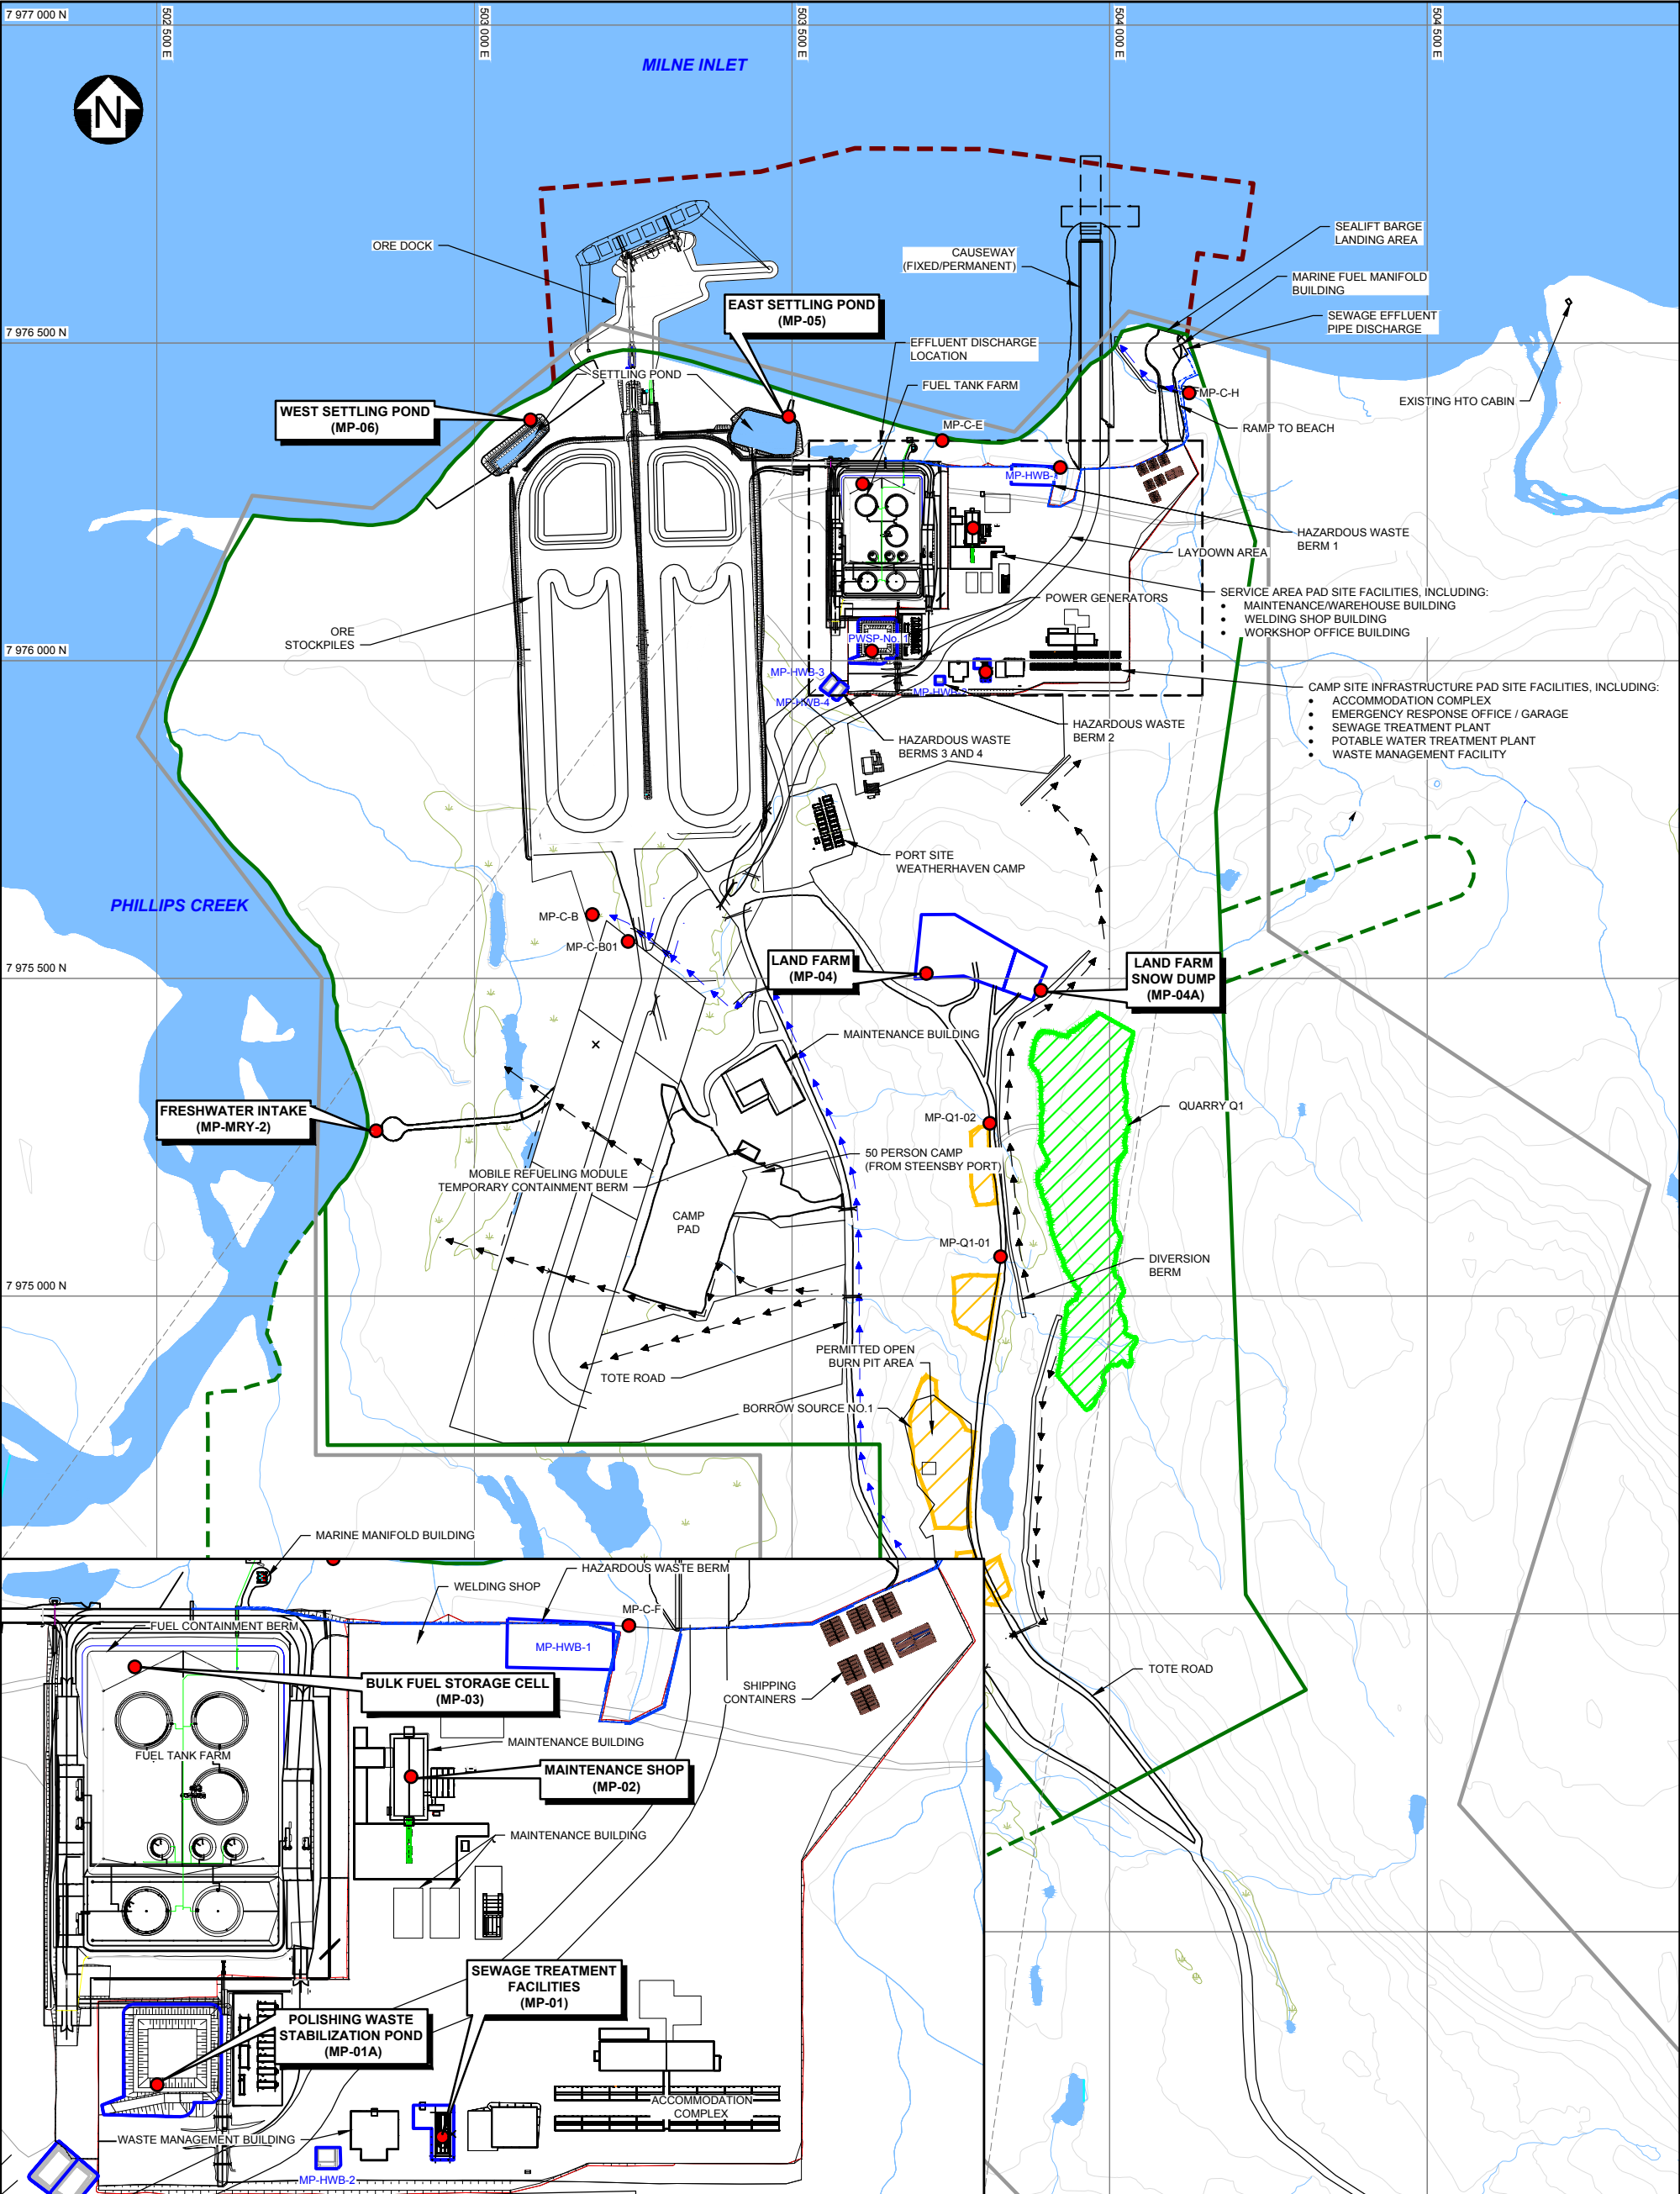 7 977 000 N
502 500 E
503 000 E
503 500 E
504 000 E
504 500 E
MILNE INLET
N
ORE DOCK
CAUSEWAY
(FIXED/PERMANENT)
SEALIFT BARGE
LANDING AREA
MARINE FUEL MANIFOLD
BUILDING
SEWAGE EFFLUENT
PIPE DISCHARGE
EAST SETTLING POND
(MP-05)
7 976 500 N
EFFLUENT DISCHARGE
LOCATION
SETTLING POND
FUEL TANK FARM
MP-C-H
EXISTING HTO CABIN
WEST SETTLING POND
(MP-06)
MP-C-E
RAMP TO BEACH
MP-HWB-1
HAZARDOUS WASTE
BERM 1
LAYDOWN AREA
SERVICE AREA PAD SITE FACILITIES, INCLUDING:
• MAINTENANCE/WAREHOUSE BUILDING
• WELDING SHOP BUILDING
• WORKSHOP OFFICE BUILDING
POWER GENERATORS
ORE
STOCKPILES
PWSP-No. 1
7 976 000 N
MP-HWB-3
MP-HWB-4
MP-HWB-2
CAMP SITE INFRASTRUCTURE PAD SITE FACILITIES, INCLUDING:
• ACCOMMODATION COMPLEX
• EMERGENCY RESPONSE OFFICE / GARAGE
• SEWAGE TREATMENT PLANT
• POTABLE WATER TREATMENT PLANT
• WASTE MANAGEMENT FACILITY
HAZARDOUS WASTE
BERM 2
HAZARDOUS WASTE
BERMS 3 AND 4
PORT SITE
WEATHERHAVEN CAMP
PHILLIPS CREEK
MP-C-B
MP-C-B01
LAND FARM
(MP-04)
LAND FARM
SNOW DUMP
(MP-04A)
7 975 500 N
MAINTENANCE BUILDING
FRESHWATER INTAKE
(MP-MRY-2)
MP-Q1-02
QUARRY Q1
50 PERSON CAMP
(FROM STEENSBY PORT)
MOBILE REFUELING MODULE
TEMPORARY CONTAINMENT BERM
CAMP
PAD
MP-Q1-01
DIVERSION
BERM
7 975 000 N
PERMITTED OPEN
BURN PIT AREA
TOTE ROAD
BORROW SOURCE NO.1
MARINE MANIFOLD BUILDING
HAZARDOUS WASTE BERM
WELDING SHOP
MP-C-F
FUEL CONTAINMENT BERM
MP-HWB-1
BULK FUEL STORAGE CELL
(MP-03)
SHIPPING
CONTAINERS
TOTE ROAD
MAINTENANCE BUILDING
FUEL TANK FARM
MAINTENANCE SHOP
(MP-02)
MAINTENANCE BUILDING
SEWAGE TREATMENT
FACILITIES
(MP-01)
POLISHING WASTE
STABILIZATION POND
(MP-01A)
ACCOMMODATION
COMPLEX
WASTE MANAGEMENT BUILDING
MP-HWB-2